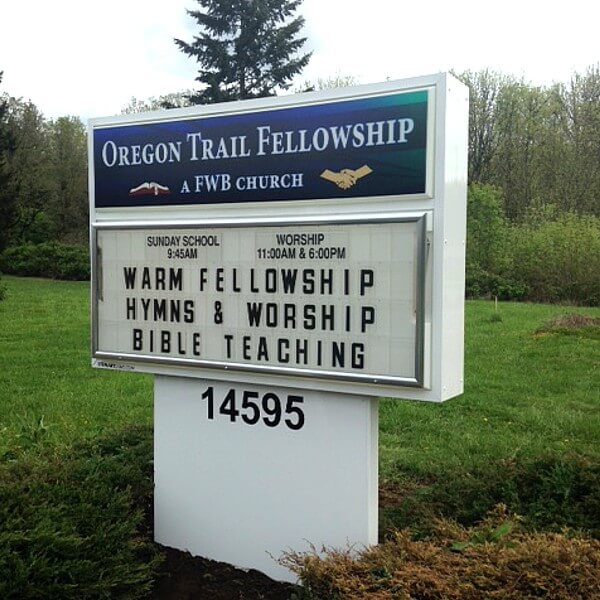 OREGON TRAIL FELLOWSHIP
A FWB CHURCH
SUNDAY SCHOOL WORSHIP
9:45AM 11:00AM & 6:00PM
WARM FELLOWSHIP
HYMNS & WORSHIP
BIBLE TEACHING
14595